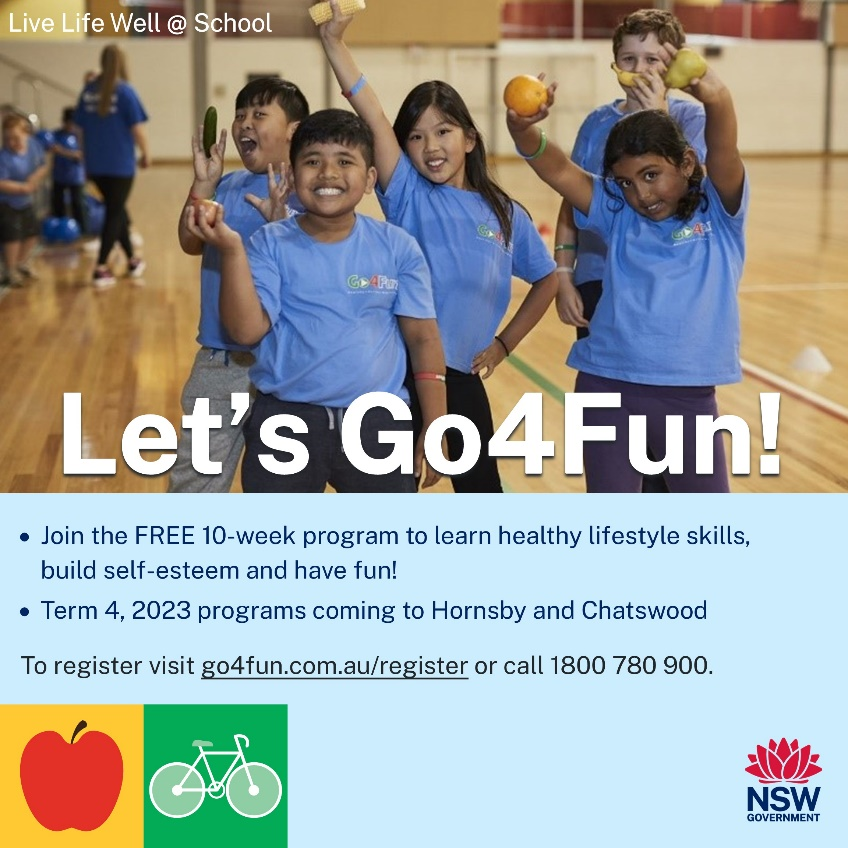 Live Life Well @ School
Go4Fun
Go4Fun
Let's Go4Fun!
• Join the FREE 10-week program to learn healthy lifestyle skills,
build self-esteem and have fun!
• Term 4, 2023 programs coming to Hornsby and Chatswood
To register visit go4fun.com.au/register or call 1800 780 900.
NSW
GOVERNMENT